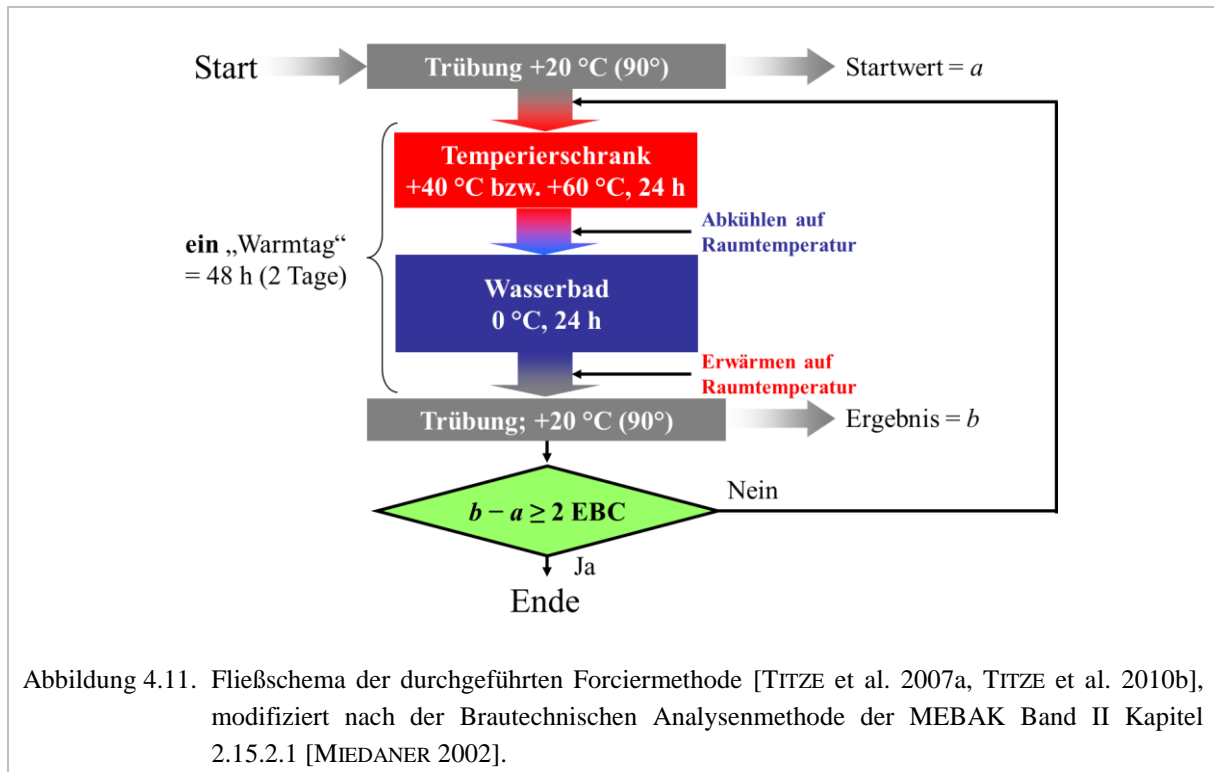 Start
Trübung +20 °C (90°)
Startwert = a
Temperierschrank
+40 °C bzw. +60 °C, 24 h
Abkühlen auf
Raumtemperatur
ein „Warmtag“
= 48 h (2 Tage)
Wasserbad
0 °C, 24 h
Erwärmen auf
Raumtemperatur
Trübung; +20 °C (90°)
Ergebnis = b
Nein
b − a ≥ 2 EBC
Ja
Ende
Abbildung 4.11. Fließschema der durchgeführten Forciermethode [TITZE et al. 2007a, TITZE et al. 2010b],
modifiziert nach der Brautechnischen Analysenmethode der MEBAK Band II Kapitel
2.15.2.1 [MIEDANER 2002].